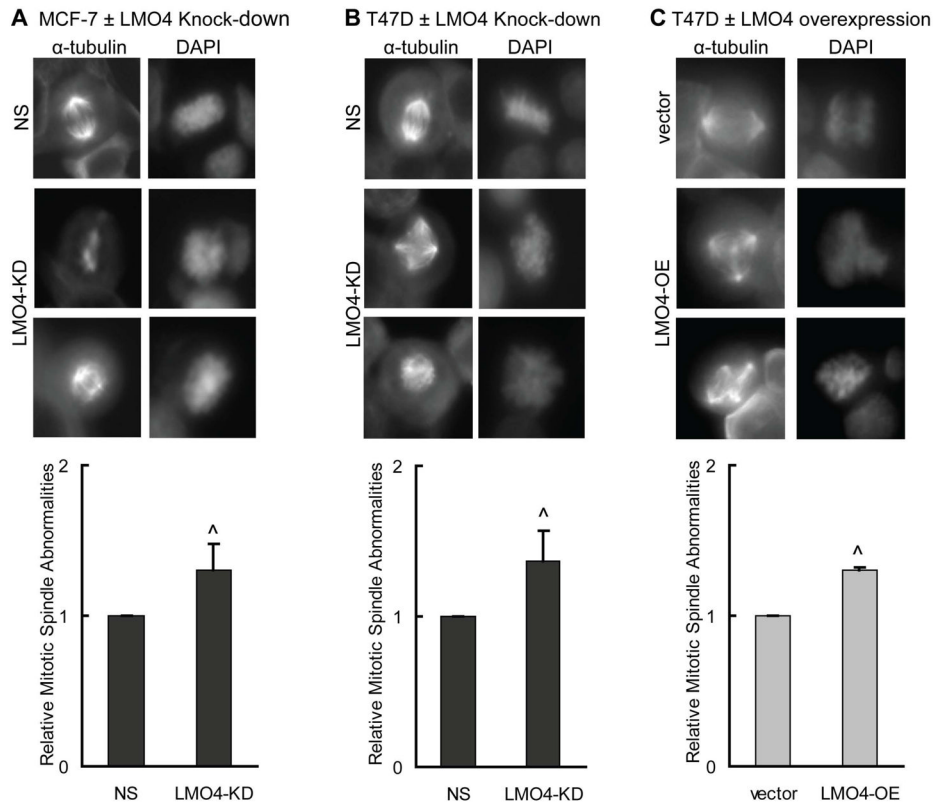 A MCF-7 ± LMO4 Knock-down
α-tubulin DAPI
NS
LMO4-KD
2
1
0
Relative Mitotic Spindle Abnormalities
^
NS LMO4-KD
B T47D ± LMO4 Knock-down
α-tubulin DAPI
NS
LMO4-KD
2
1
0
Relative Mitotic Spindle Abnormalities
^
NS LMO4-KD
C T47D ± LMO4 overexpression
α-tubulin DAPI
vector
LMO4-OE
2
1
0
Relative Mitotic Spindle Abnormalities
^
vector LMO4-OE